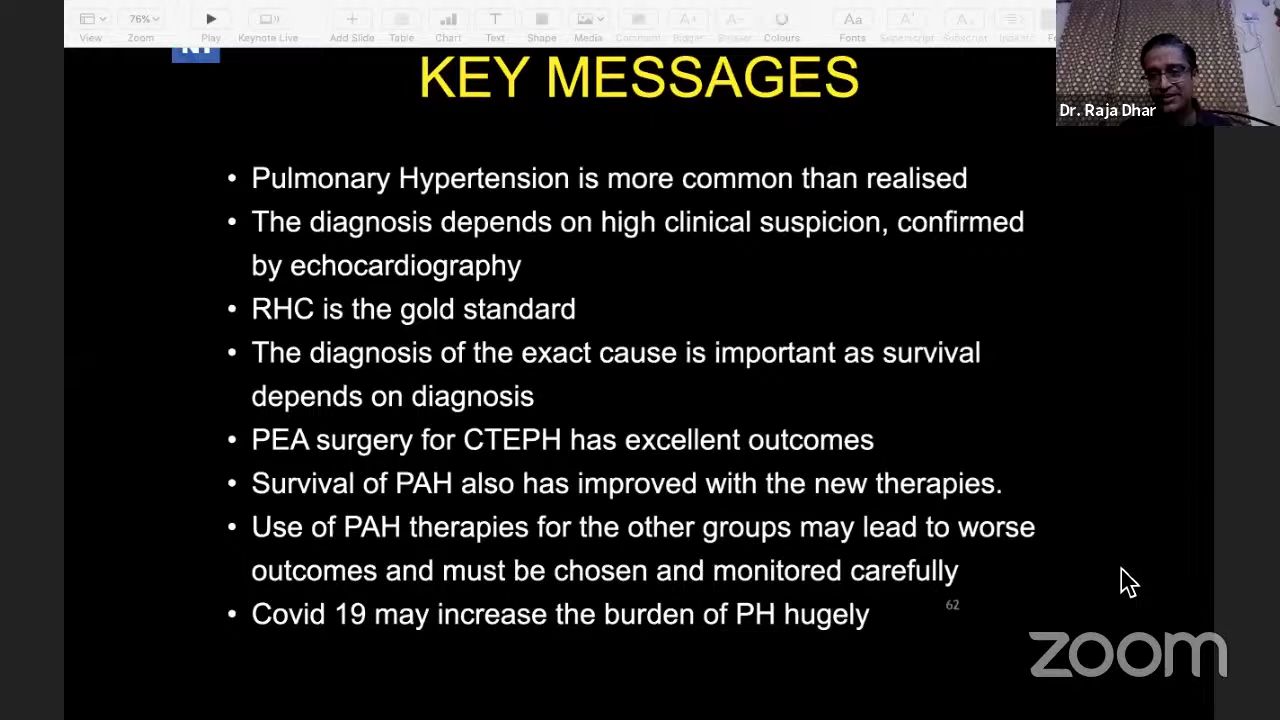 View
76%
Zoom
Play
Keynote Live
Add Slide
Table
Chart
Text
Shape
Media
Comment
Colours
Aa
Fonts
Superscript
Subscript
KEY MESSAGES
Dr. Raja Dhar
• Pulmonary Hypertension is more common than realised
• The diagnosis depends on high clinical suspicion, confirmed
by echocardiography
• RHC is the gold standard
• The diagnosis of the exact cause is important as survival
depends on diagnosis
• PEA surgery for CTEPH has excellent outcomes
• Survival of PAH also has improved with the new therapies.
• Use of PAH therapies for the other groups may lead to worse
outcomes and must be chosen and monitored carefully
• Covid 19 may increase the burden of PH hugely
62
zoom